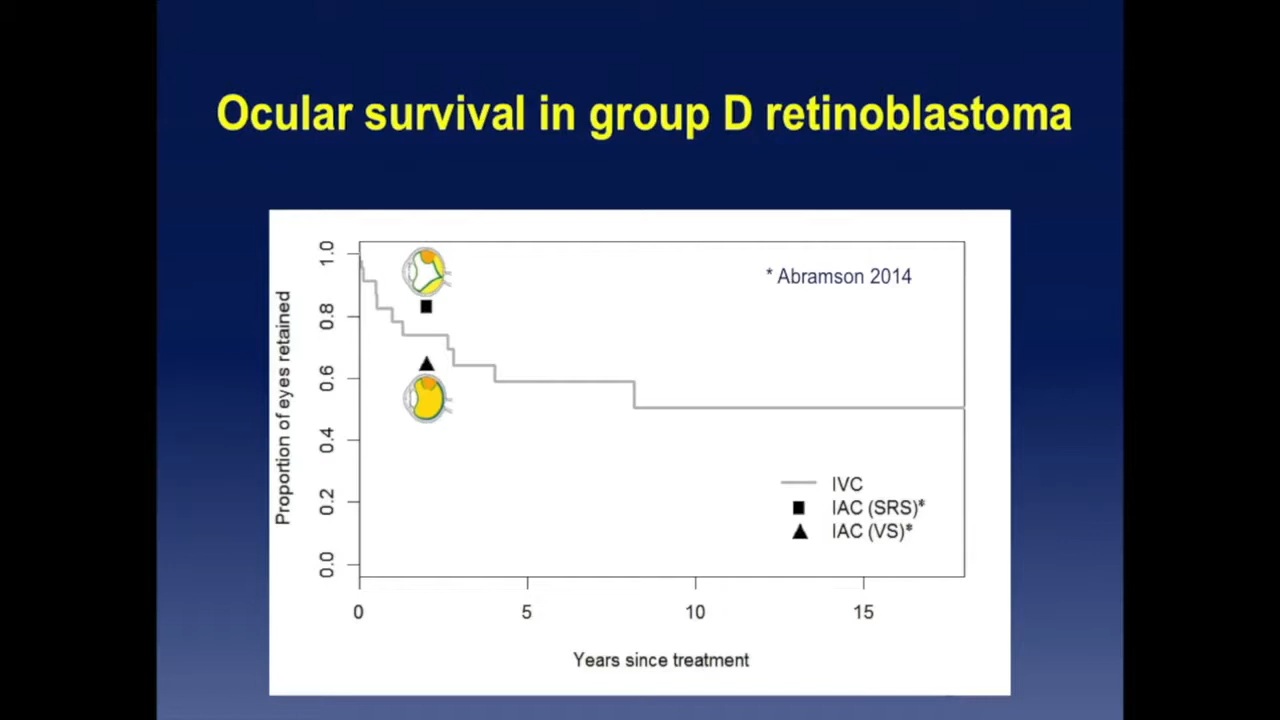 Ocular survival in group D retinoblastoma
* Abramson 2014
Proportion of eyes retained
1.0
0.8
0.6
0.4
0.2
0.0
IVC
IAC (SRS)*
IAC (VS)*
0 5 10 15
Years since treatment